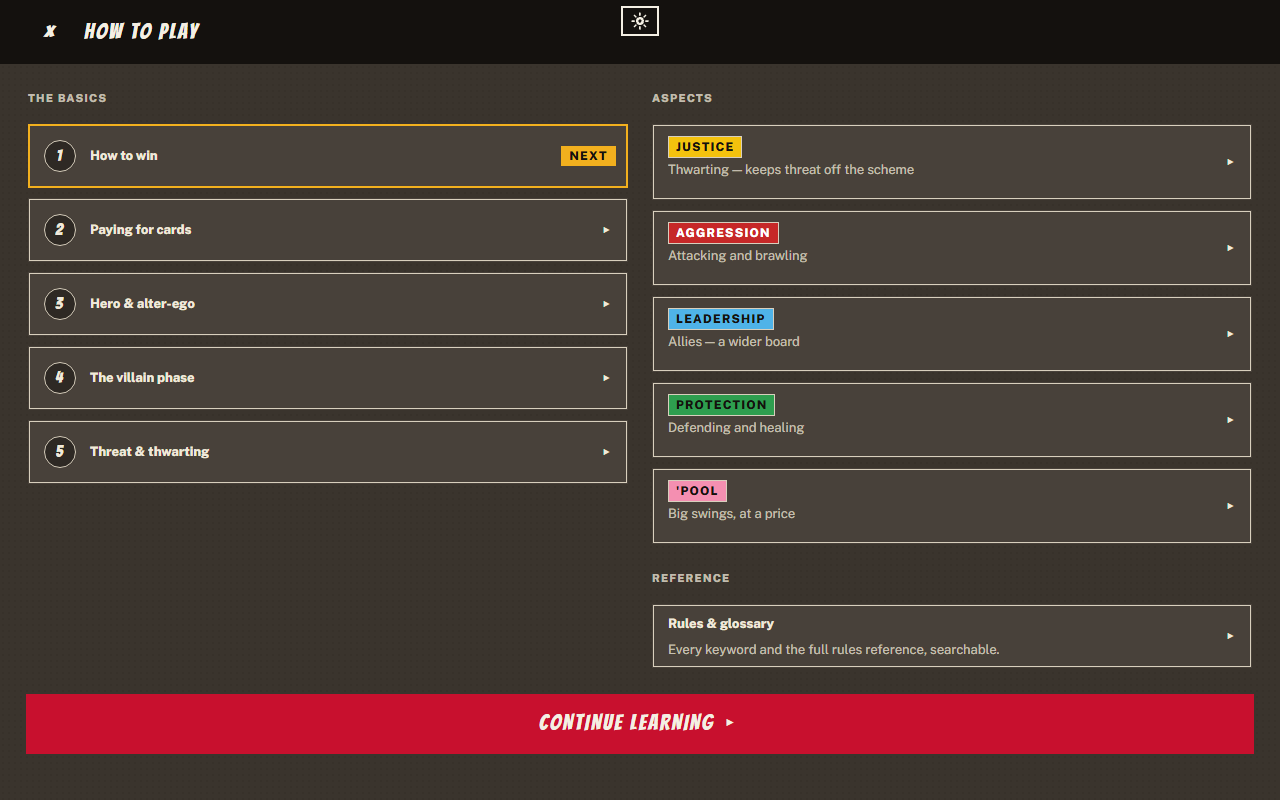 X HOW TO PLAY
THE BASICS
1 How to win NEXT
2 Paying for cards
3 Hero & alter-ego
4 The villain phase
5 Threat & thwarting
ASPECTS
JUSTICE
Thwarting — keeps threat off the scheme
AGGRESSION
Attacking and brawling
LEADERSHIP
Allies — a wider board
PROTECTION
Defending and healing
'POOL
Big swings, at a price
REFERENCE
Rules & glossary
Every keyword and the full rules reference, searchable.
CONTINUE LEARNING